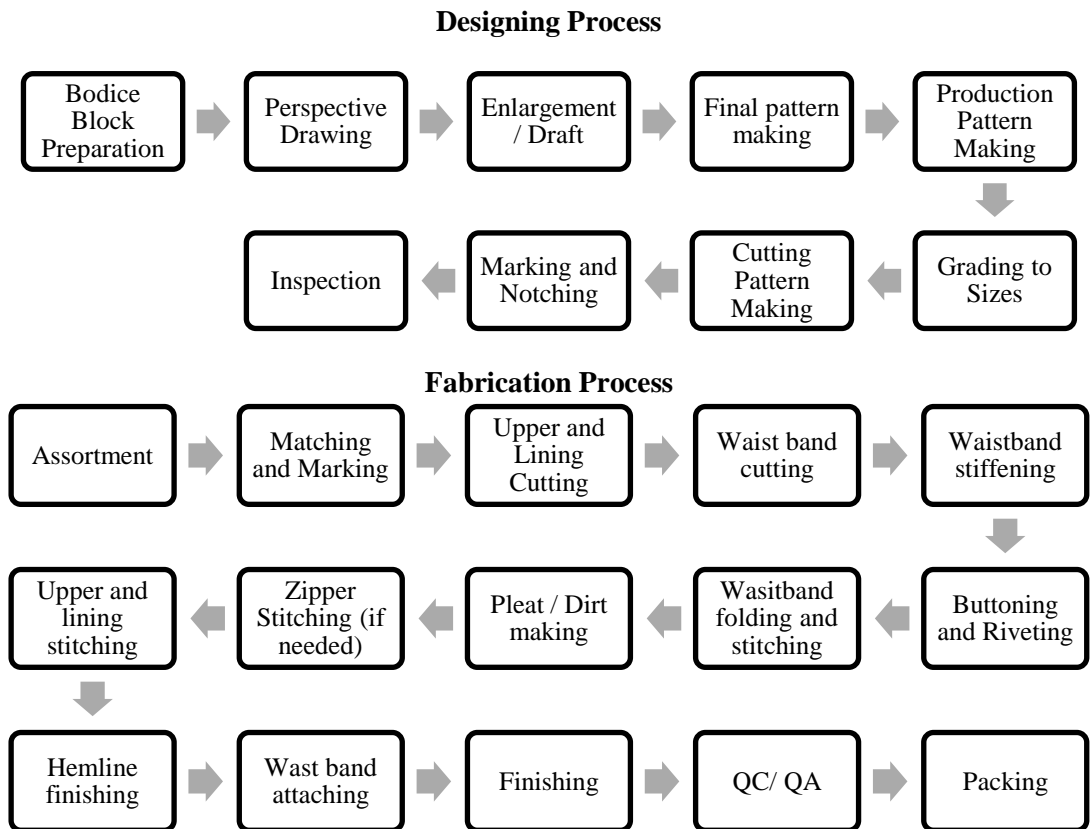 Designing Process
Bodice
Block
Preparation
Perspective
Drawing
Enlargement
/ Draft
Final pattern
making
Production
Pattern
Making
Grading to
Sizes
Cutting
Pattern
Making
Marking and
Notching
Inspection
Fabrication Process
Assortment
Matching
and Marking
Upper and
Lining
Cutting
Waist band
cutting
Waistband
stiffening
Buttoning
and Riveting
Wasitband
folding and
stitching
Pleat / Dirt
making
Zipper
Stitching (if
needed)
Upper and
lining
stitching
Hemline
finishing
Wast band
attaching
Finishing
QC/ QA
Packing